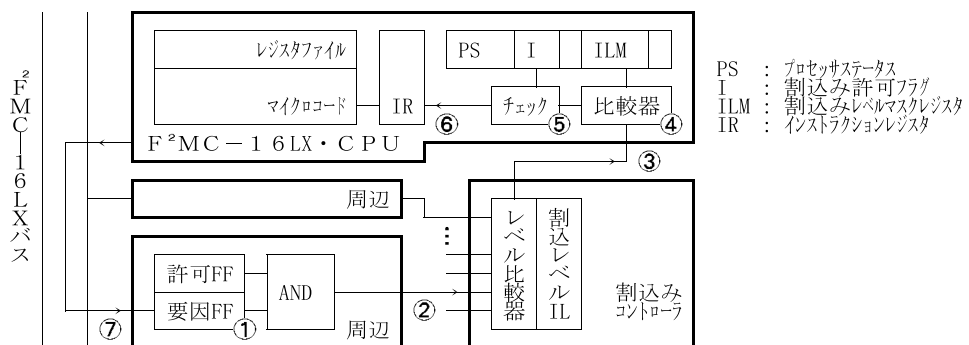 F²MC－16LXバス
レジスタファイル
マイクロコード
IR
PS
I
ILM
チェック
比較器
⑥
⑤
④
F²MC－16LX・CPU
③
PS : プロセッサステータス
I : 割込み許可フラグ
ILM : 割込みレベルマスクレジスタ
IR : インストラクションレジスタ
周辺
許可FF
要因FF
AND
①
②
⑦
周辺
レベル比較器
割込レベルIL
割込み
コントローラ